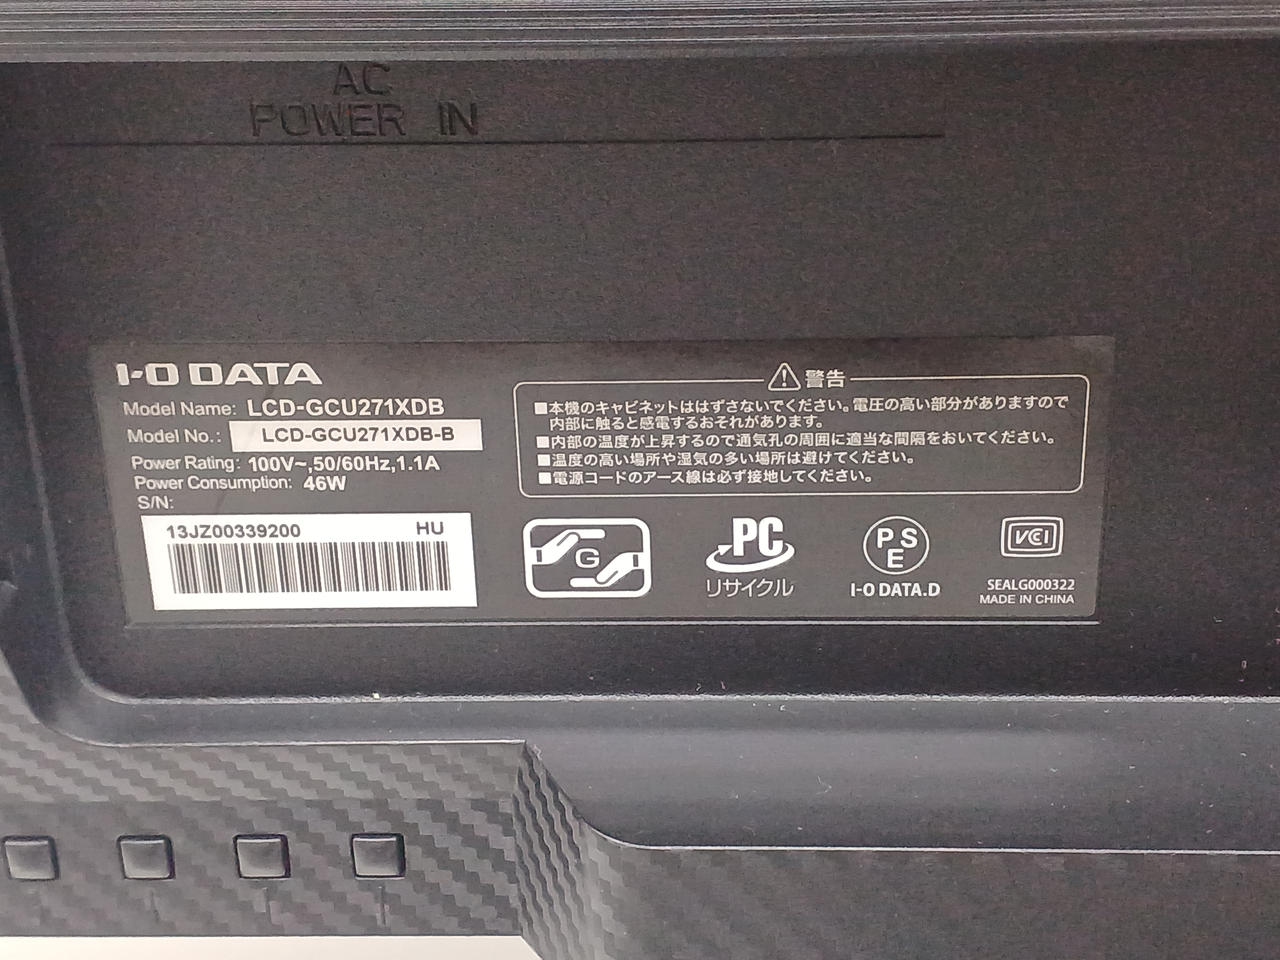 AC
POWER IN
I-O DATA
Model Name: LCD-GCU271XDB
Model No.: LCD-GCU271XDB-B
Power Rating: 100V~,50/60Hz,1.1A
Power Consumption: 46W
S/N:
13JZ00339200 HU
警告
■本機のキャビネットははずさないでください。電圧の高い部分がありますので
内部に触ると感電するおそれがあります。
■内部の温度が上昇するので通気孔の周囲に適当な間隔をおいてください。
■温度の高い場所や湿気の多い場所は避けてください。
■電源コードのアース線は必ず接地してください。
G
PC
リサイクル
PS
E
I-O DATA.D
VCI
SEALG000322
MADE IN CHINA